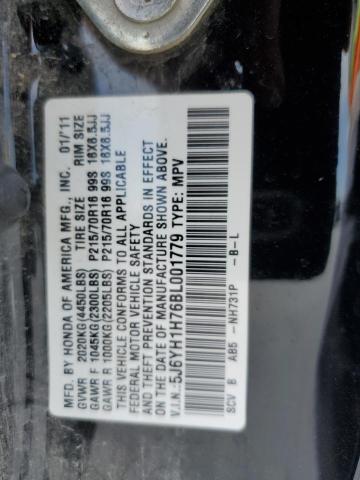 MFD. BY HONDA OF AMERICA MFG., INC. 01/'11
GVWR 2020KG(4450LBS) TIRE SIZE RIM SIZE
GAWR F 1045KG(2300LBS) P215/70R16 99S 16X6.5JJ
GAWR R 1000KG(2205LBS) P215/70R16 99S 16X6.5JJ
THIS VEHICLE CONFORMS TO ALL APPLICABLE
FEDERAL MOTOR VEHICLE SAFETY
AND THEFT PREVENTION STANDARDS IN EFFECT
ON THE DATE OF MANUFACTURE SHOWN ABOVE.
V.I.N.:5J6YH1H76BL001779 TYPE: MPV
SCV B AB5 -NH731P -B-L